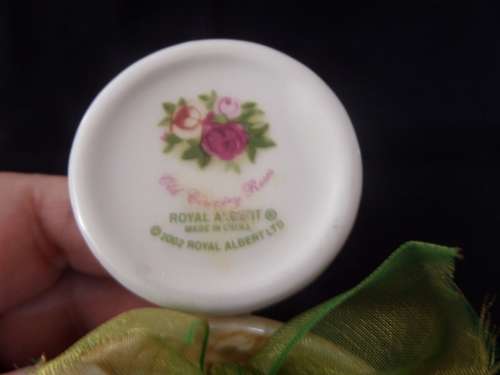 Old Country Roses
ROYAL ALBERT ®
MADE IN CHINA
© 2002 ROYAL ALBERT LTD